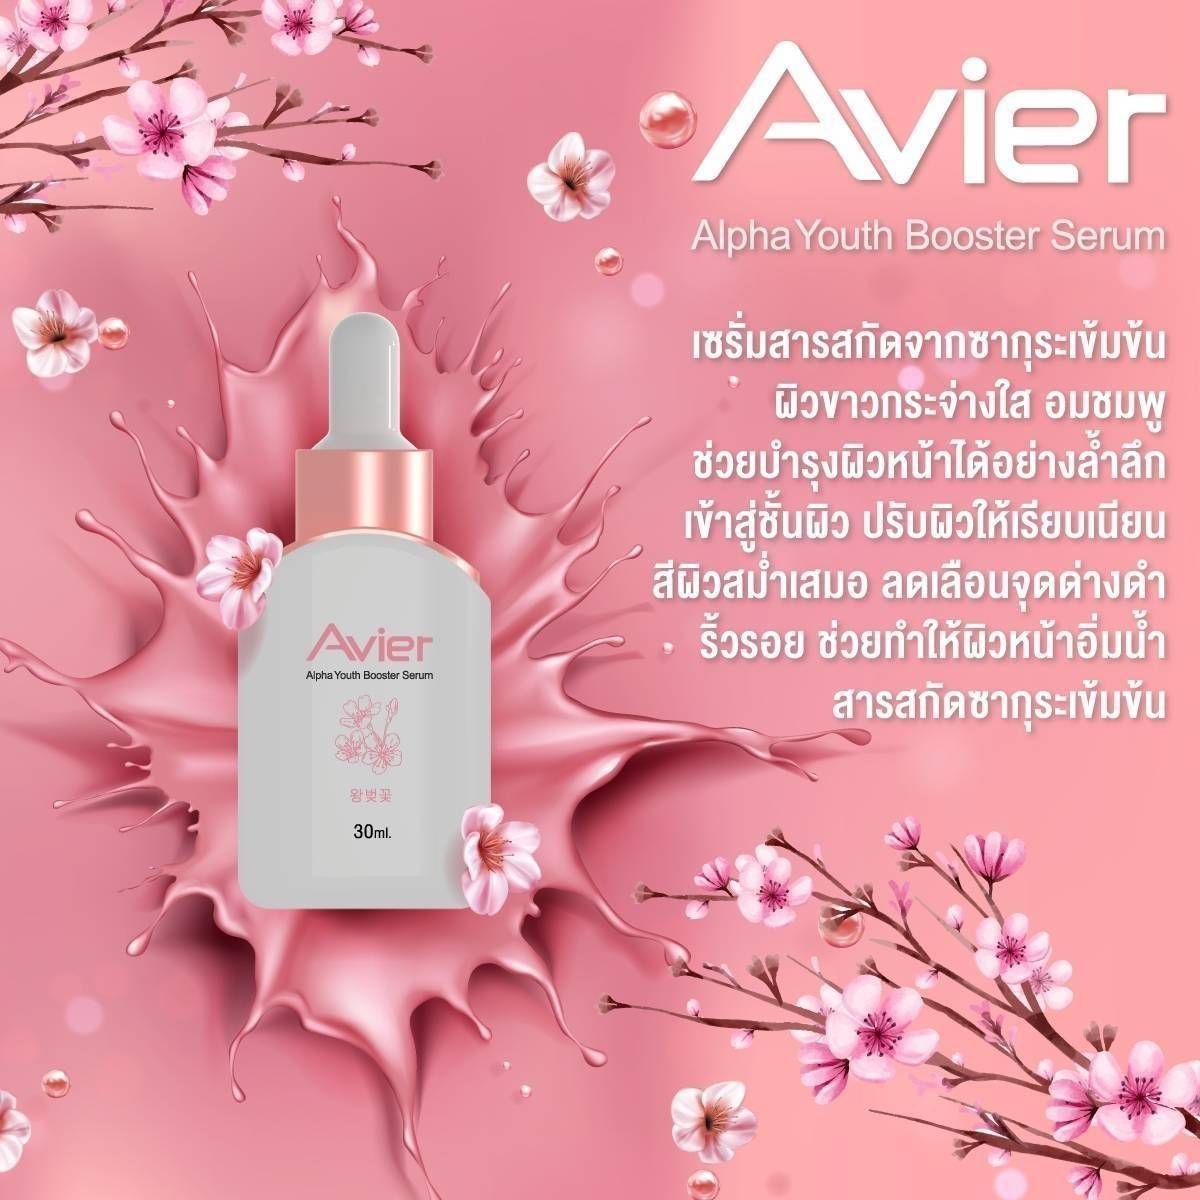 Avier
Alpha Youth Booster Serum
เซรั่มสารสกัดจากซากุระเข้มข้น
ผิวขาวกระจ่างใส อมชมพู
ช่วยบำรุงผิวหน้าได้อย่างล้ำลึก
เข้าสู่ชั้นผิว ปรับผิวให้เรียบเนียน
สีผิวสม่ำเสมอ ลดเลือนจุดด่างดำ
ริ้วรอย ช่วยทำให้ผิวหน้าอิ่มน้ำ
สารสกัดซากุระเข้มข้น
Avier
Alpha Youth Booster Serum
왕벚꽃
30ml.